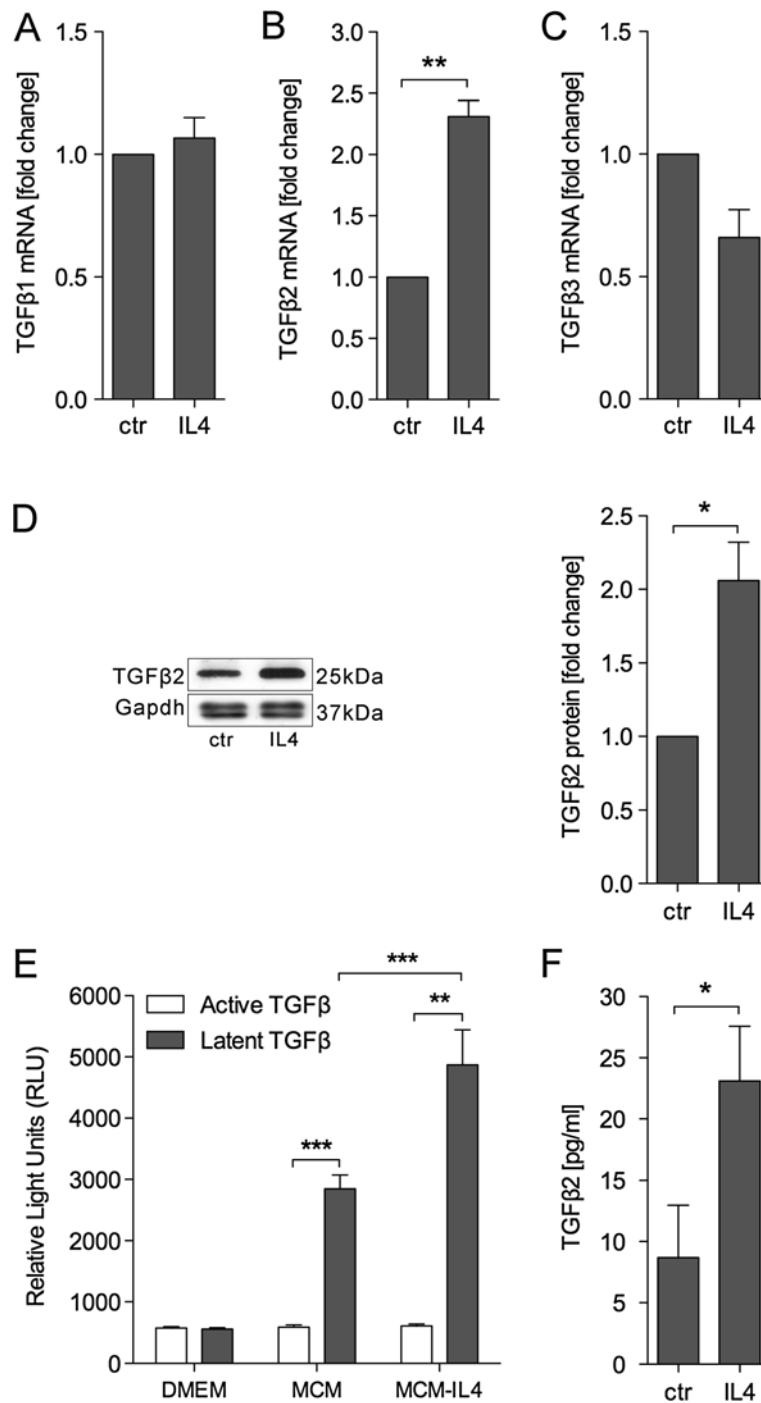 A
TGFβ1 mRNA [fold change]
1.5
1.0
0.5
0.0
ctr IL4
B
TGFβ2 mRNA [fold change]
3.0
2.5
2.0
1.5
1.0
0.5
0.0
**
ctr IL4
C
TGFβ3 mRNA [fold change]
1.5
1.0
0.5
0.0
ctr IL4
D
TGFβ2 25kDa
Gapdh 37kDa
ctr IL4
TGFβ2 protein [fold change]
2.5
2.0
1.5
1.0
0.5
0.0
*
ctr IL4
E
Relative Light Units (RLU)
6000
5000
4000
3000
2000
1000
0
Active TGFβ
Latent TGFβ
***
***
**
DMEM MCM MCM-IL4
F
TGFβ2 [pg/ml]
30
25
20
15
10
5
0
*
ctr IL4